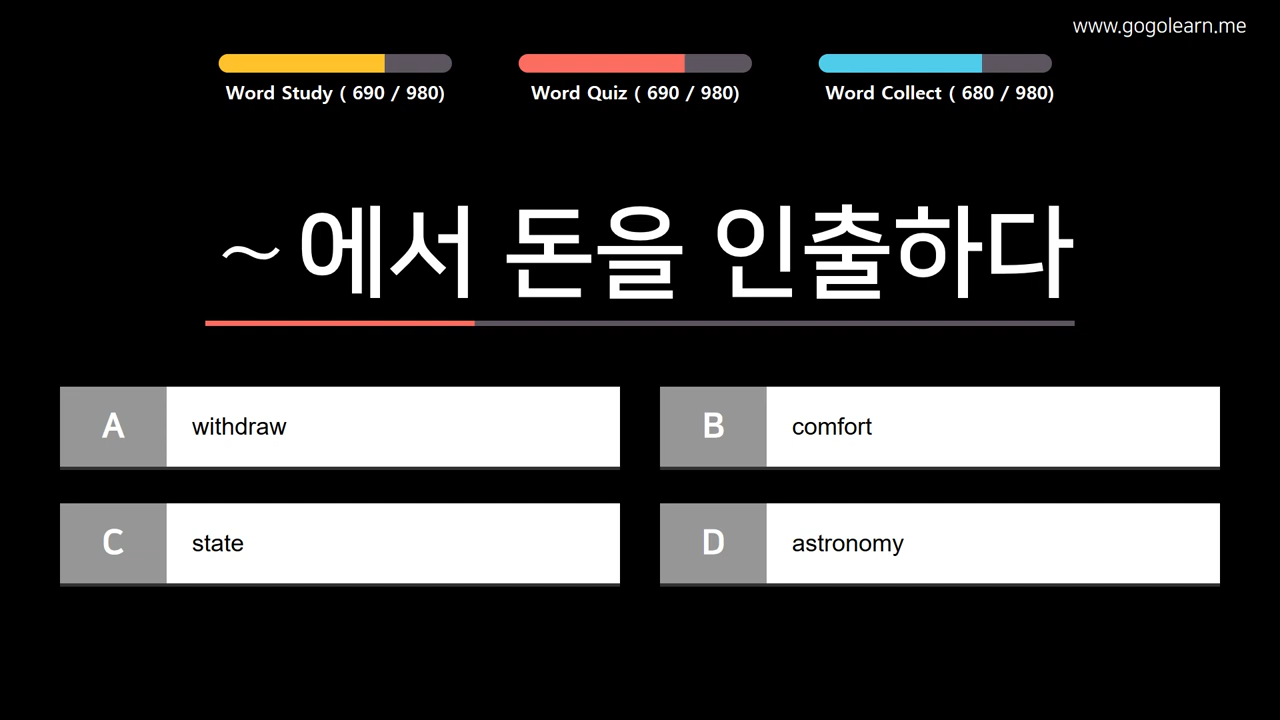 www.gogolearn.me
Word Study ( 690 / 980)
Word Quiz ( 690 / 980)
Word Collect ( 680 / 980)
~ 에서 돈을 인출하다
A withdraw
B comfort
C state
D astronomy